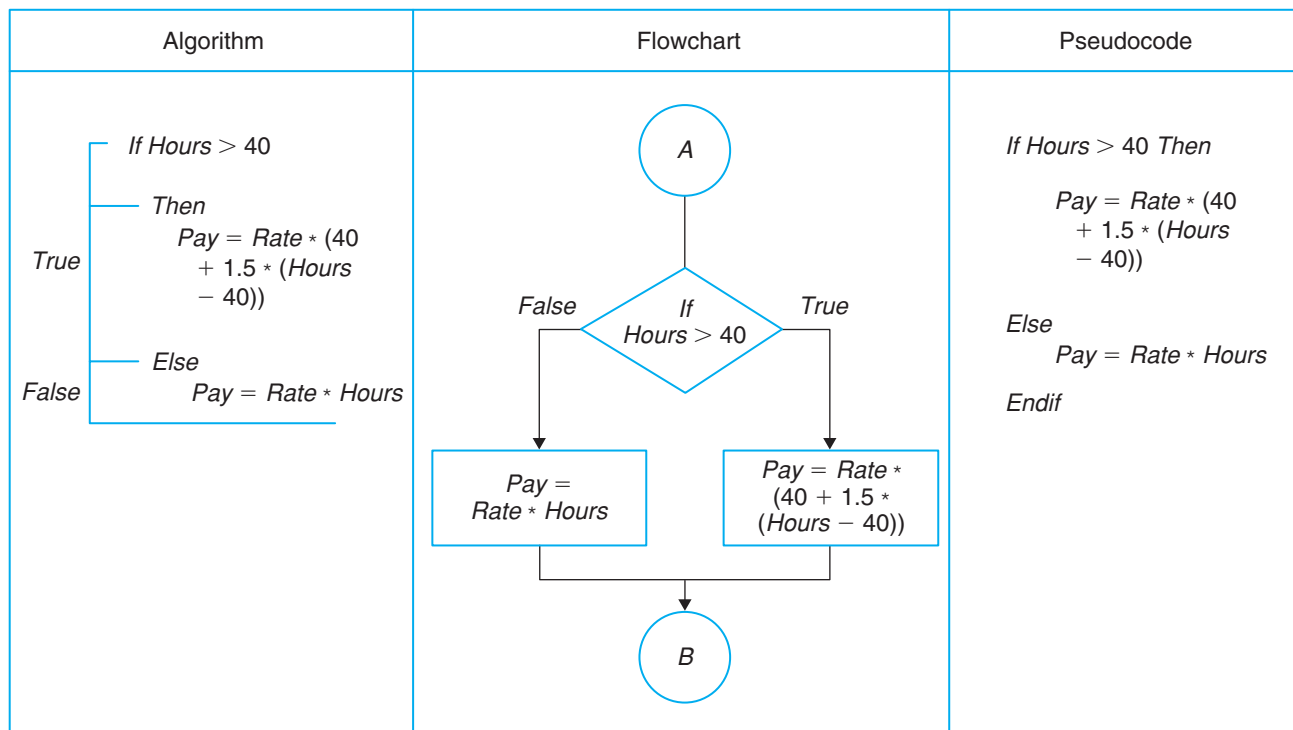 Algorithm
Flowchart
Pseudocode
If Hours > 40
Then
Pay = Rate * (40
+ 1.5 * (Hours
− 40))
True
Else
Pay = Rate * Hours
False
A
If
Hours > 40
False
True
Pay =
Rate * Hours
Pay = Rate *
(40 + 1.5 *
(Hours − 40))
B
If Hours > 40 Then
Pay = Rate * (40
+ 1.5 * (Hours
− 40))
Else
Pay = Rate * Hours
Endif